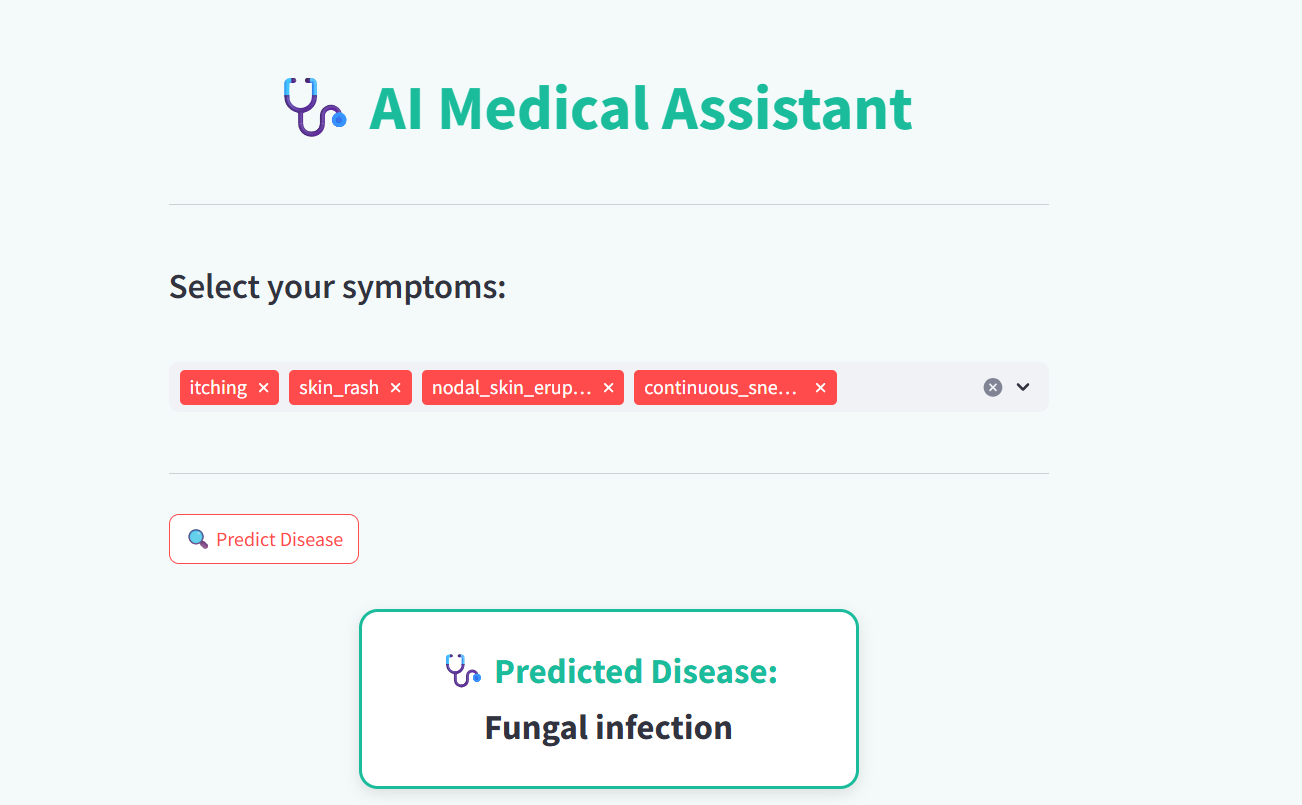 AI Medical Assistant
Select your symptoms:
itching × skin_rash × nodal_skin_erup... × continuous_sne... ×
Predict Disease
Predicted Disease:
Fungal infection